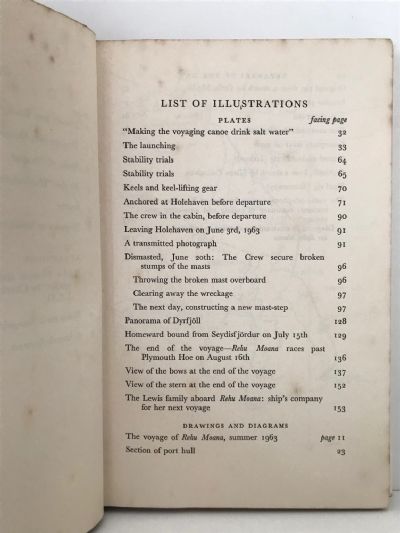 LIST OF ILLUSTRATIONS
PLATES facing page
"Making the voyaging canoe drink salt water" 32
The launching 33
Stability trials 64
Stability trials 65
Keels and keel-lifting gear 70
Anchored at Holehaven before departure 71
The crew in the cabin, before departure 90
Leaving Holehaven on June 3rd, 1963 91
A transmitted photograph 91
Dismasted, June 20th: The Crew secure broken
stumps of the masts 96
Throwing the broken mast overboard 96
Clearing away the wreckage 97
The next day, constructing a new mast-step 97
Panorama of Dyrfjöll 128
Homeward bound from Seydisfjördur on July 15th 129
The end of the voyage—Rehu Moana races past
Plymouth Hoe on August 16th 136
View of the bows at the end of the voyage 137
View of the stern at the end of the voyage 152
The Lewis family aboard Rehu Moana: ship's company
for her next voyage 153
DRAWINGS AND DIAGRAMS
The voyage of Rehu Moana, summer 1963 page 11
Section of port hull 23